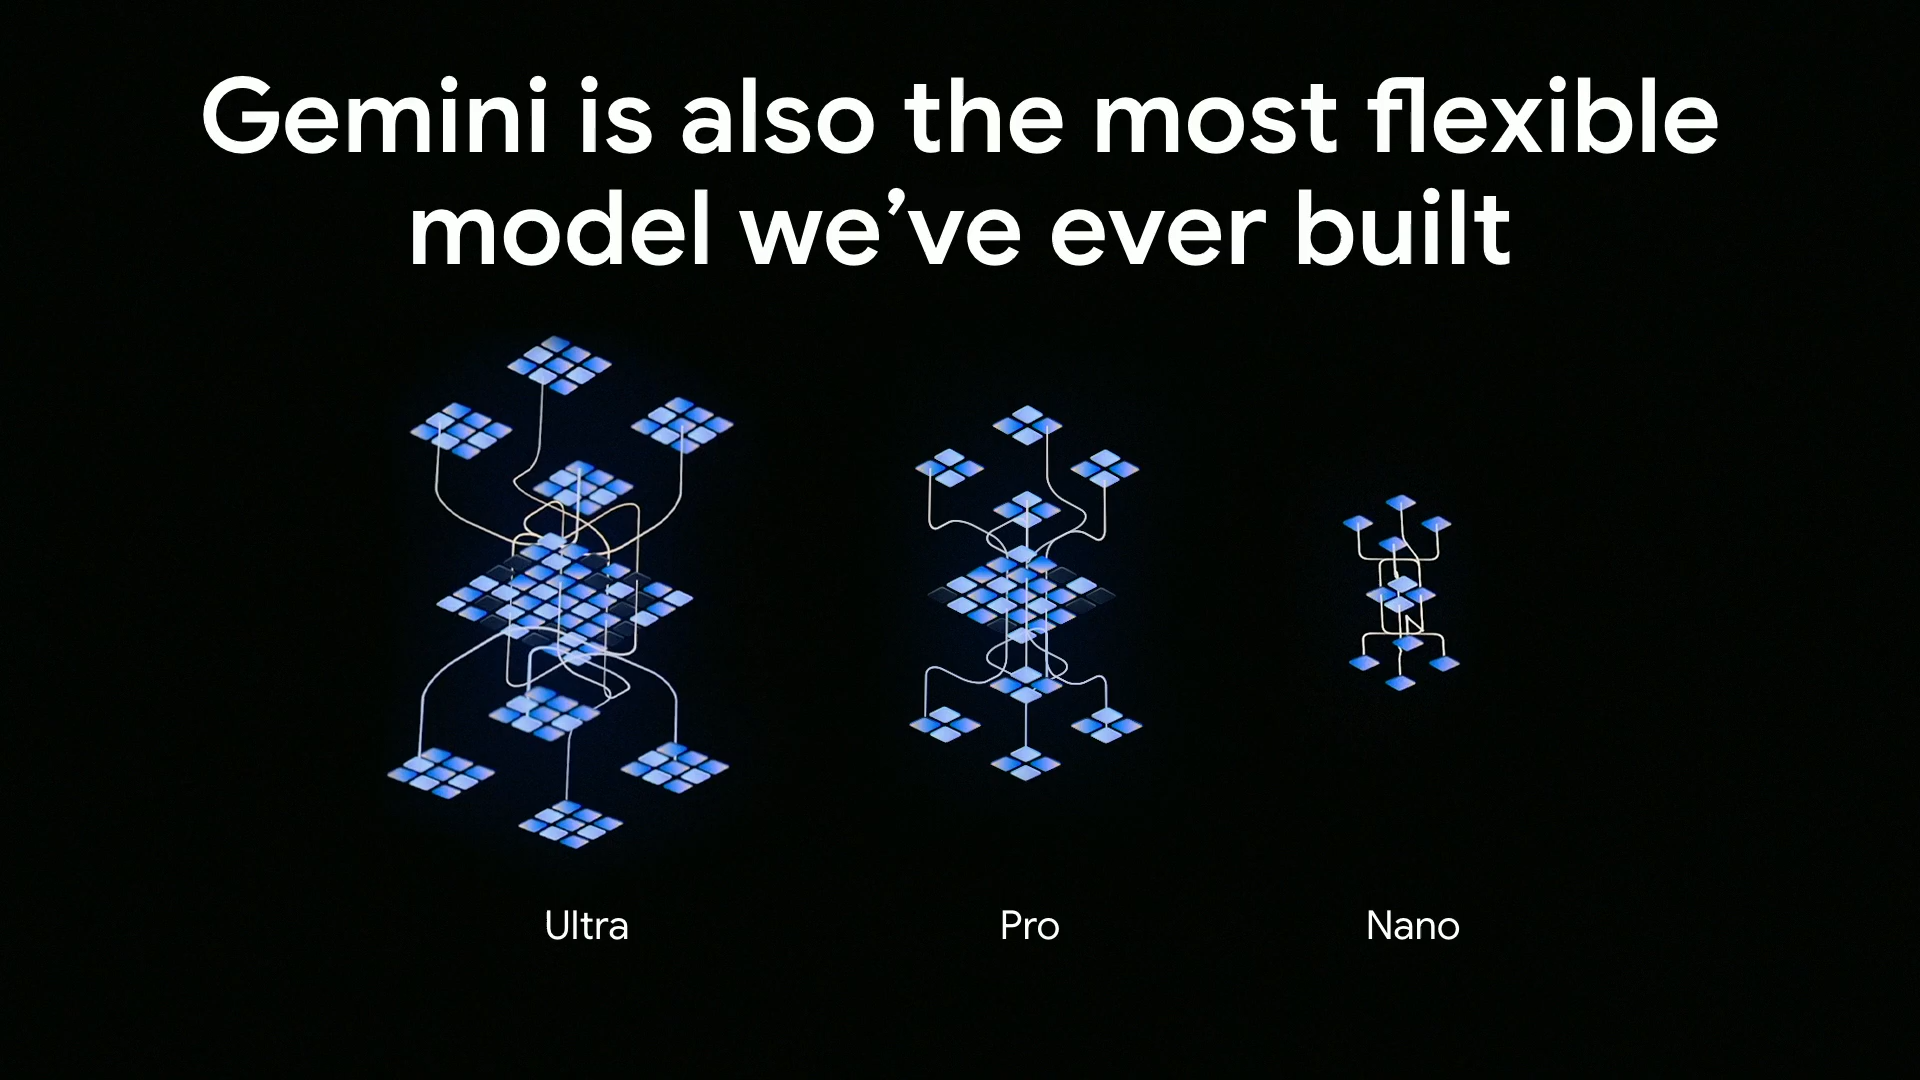 Gemini is also the most flexible
model we’ve ever built
Ultra
Pro
Nano